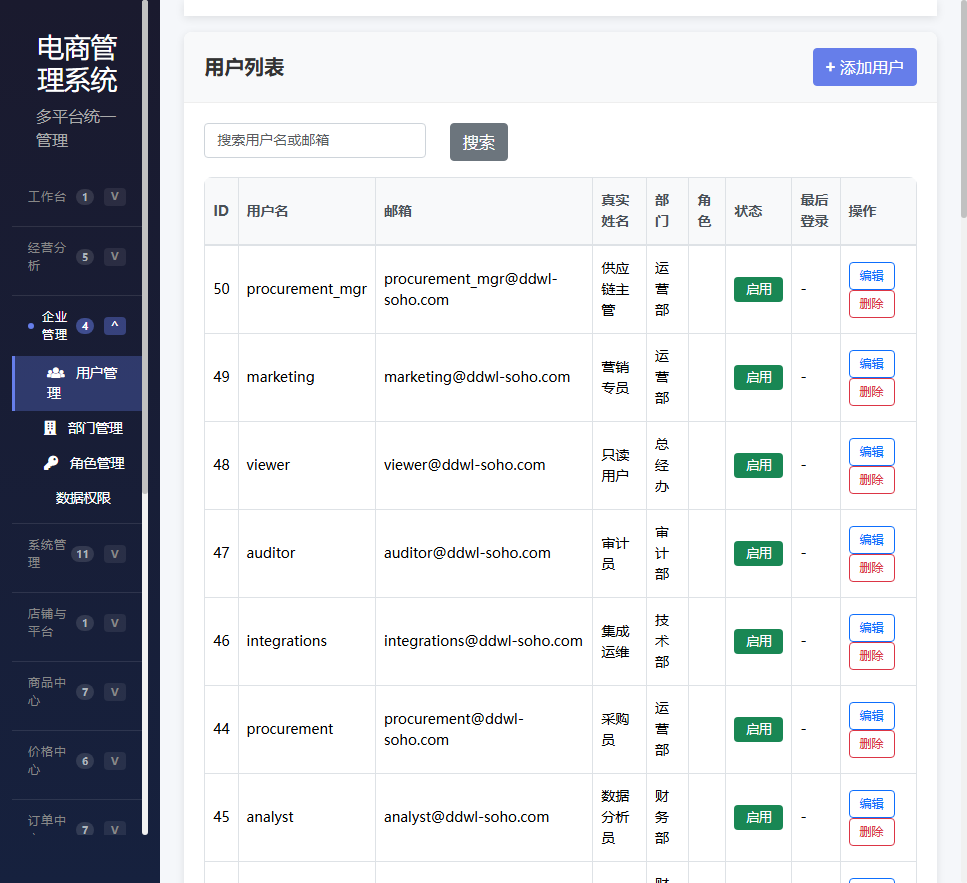 电商管
理系统
多平台统一
管理
工作台 1 V
经营分
析 5 V
企业
管理 4 ^
用户管
理
部门管理
角色管理
数据权限
系统管
理 11 V
店铺与
平台 1 V
商品中
心 7 V
价格中
心 6 V
订单中
7 V
用户列表
+ 添加用户
搜索用户名或邮箱 搜索
ID 用户名 邮箱 真实姓名 部门 角色 状态 最后登录 操作
50 procurement_mgr procurement_mgr@ddwl-soho.com 供应链主管 运营部 启用 - 编辑 删除
49 marketing marketing@ddwl-soho.com 营销专员 运营部 启用 - 编辑 删除
48 viewer viewer@ddwl-soho.com 只读用户 总经办 启用 - 编辑 删除
47 auditor auditor@ddwl-soho.com 审计员 审计部 启用 - 编辑 删除
46 integrations integrations@ddwl-soho.com 集成运维 技术部 启用 - 编辑 删除
44 procurement procurement@ddwl-soho.com 采购员 运营部 启用 - 编辑 删除
45 analyst analyst@ddwl-soho.com 数据分析员 财务部 启用 - 编辑 删除